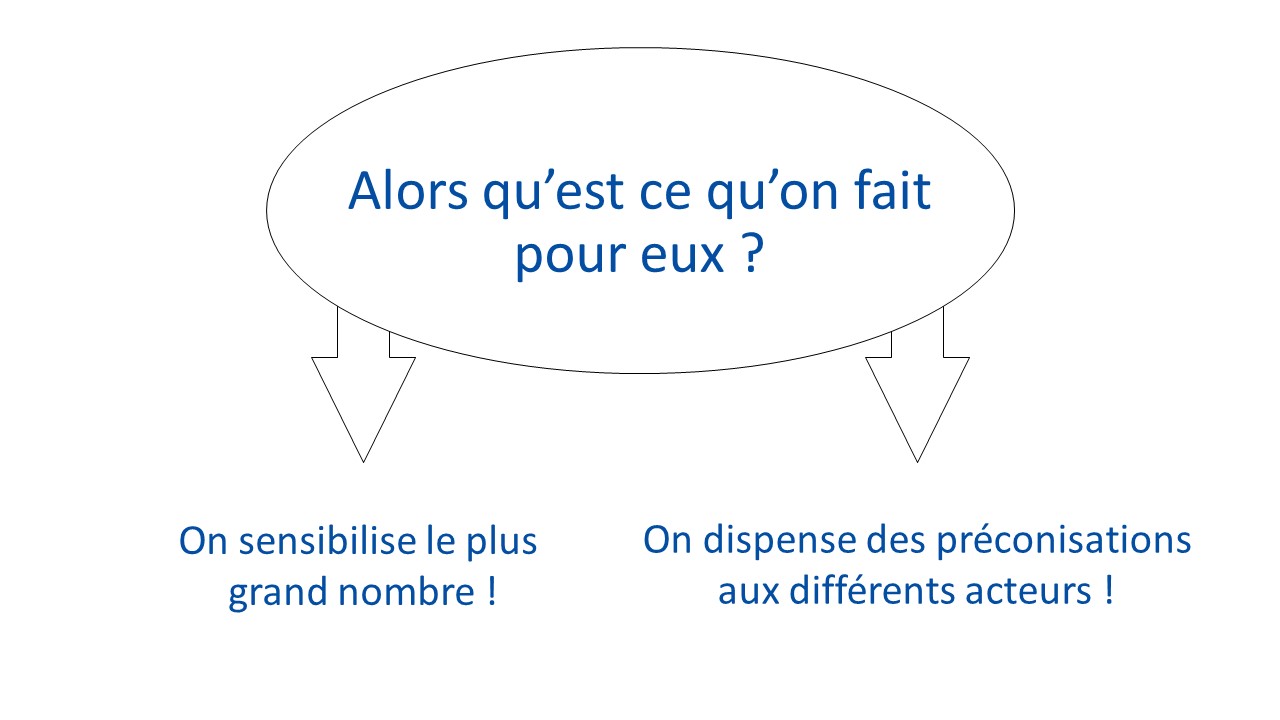 Alors qu’est ce qu’on fait
pour eux ?
On sensibilise le plus
grand nombre !
On dispense des préconisations
aux différents acteurs !